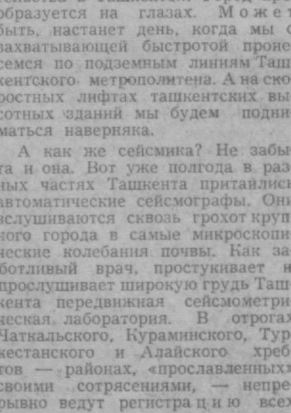 образуется на глазах. Может
быть, настанет день, когда мы с
захватывающей быстротой проне-
семся по подземным линиям Таш-
кентского метрополитена. А на ско-
ростных лифтах ташкентских вы-
сотных зданий мы будем подни-
маться наверняка.
А как же сейсмика? Не забы-
та и она. Вот уже полгода в раз-
ных частях Ташкента притаились
автоматические сейсмографы. Они
вслушиваются сквозь грохот круп-
ного города в самые микроскопи-
ческие колебания почвы. Как за-
ботливый врач, простукивает и
прослушивает широкую грудь Таш-
кента передвижная сейсмометри-
ческая лаборатория. В отрогах
Чаткальского, Кураминского, Тур-
кестанского и Алайского хреб-
тов — районах, «прославленных»
своими сотрясениями, — непре-
рывно ведут регистрацию всех